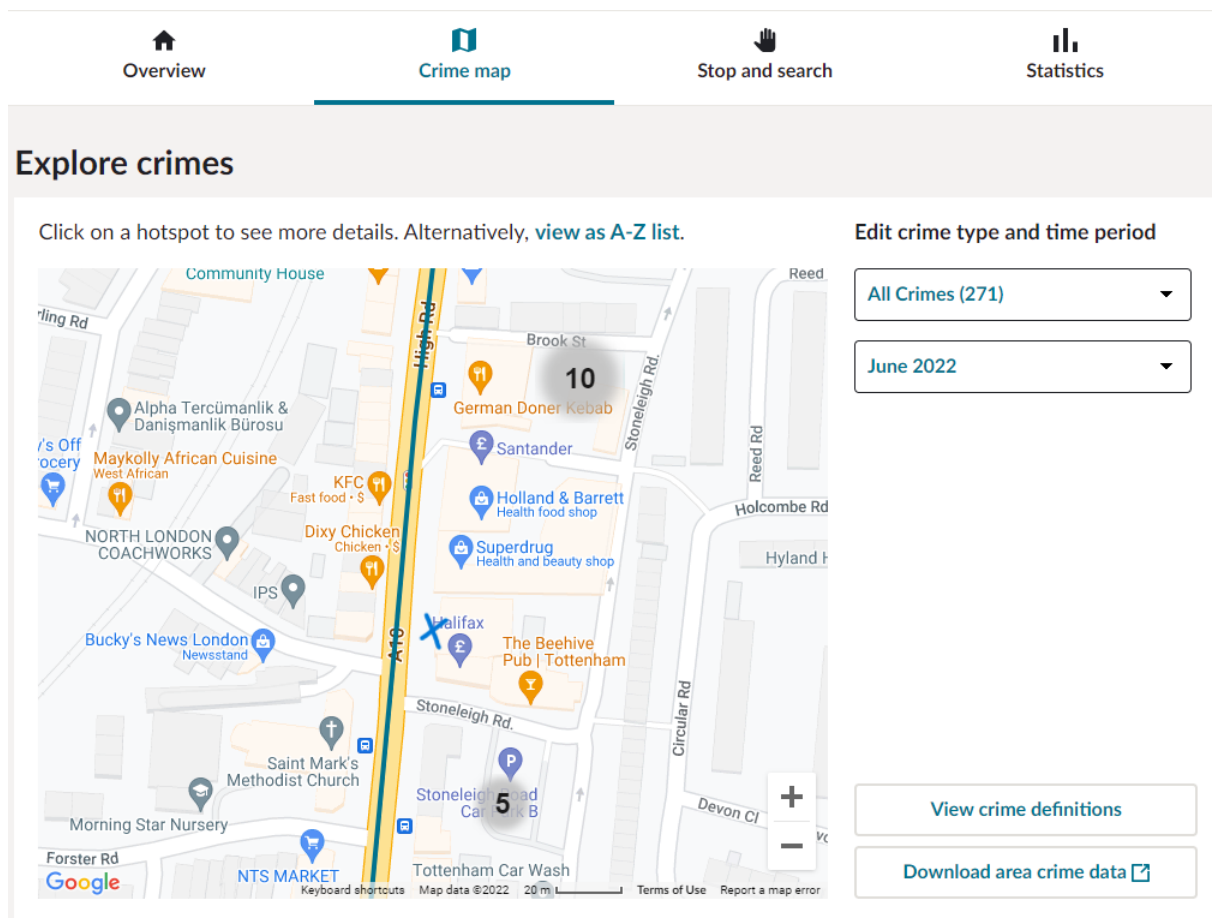 Overview
Crime map
Stop and search
Statistics
Explore crimes
Click on a hotspot to see more details. Alternatively, view as A-Z list.
Edit crime type and time period
All Crimes (271)
June 2022
Community House
Reed
rling Rd
High Rd
Brook St
10
German Doner Kebab
Stoneleigh Rd.
Alpha Tercümanlik &
Danişmanlik Bürosu
y's Off
rocery
Maykolly African Cuisine
West African
Santander
Reed Rd
KFC
Fast food • $
Holland & Barrett
Health food shop
Holcombe Rd
NORTH LONDON
COACHWORKS
Dixy Chicken
Chicken • $
Superdrug
Health and beauty shop
Hyland H
IPS
Halifax
A10
Bucky's News London
Newsstand
The Beehive
Pub | Tottenham
Stoneleigh Rd.
Circular Rd
Saint Mark's
Methodist Church
P
Stoneleigh Road
Car Park B
5
Morning Star Nursery
Devon Cl
Forster Rd
NTS MARKET
Tottenham Car Wash
Google
Keyboard shortcuts
Map data ©2022
20 m
Terms of Use
Report a map error
View crime definitions
Download area crime data